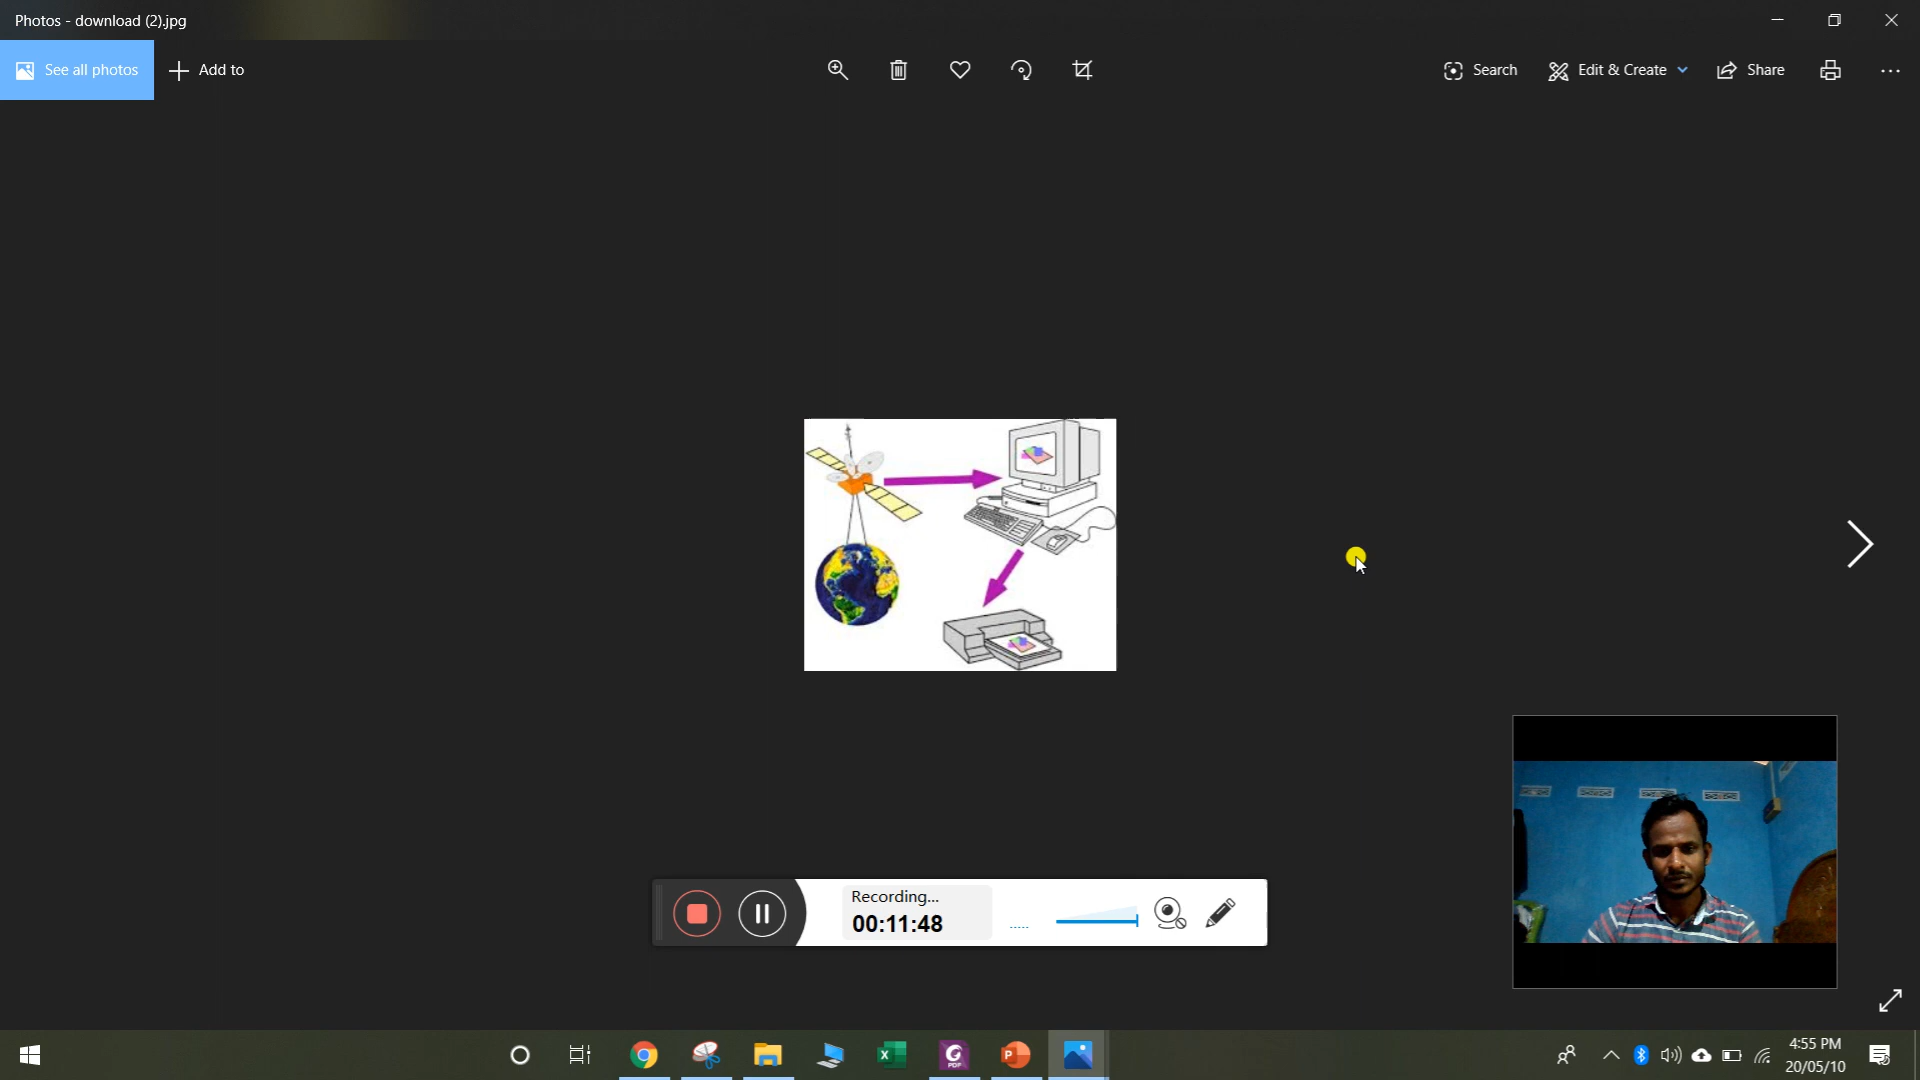 Photos - download (2).jpg
See all photos
Add to
Search
Edit & Create
Share
Recording...
00:11:48
PDF
4:55 PM
20/05/10